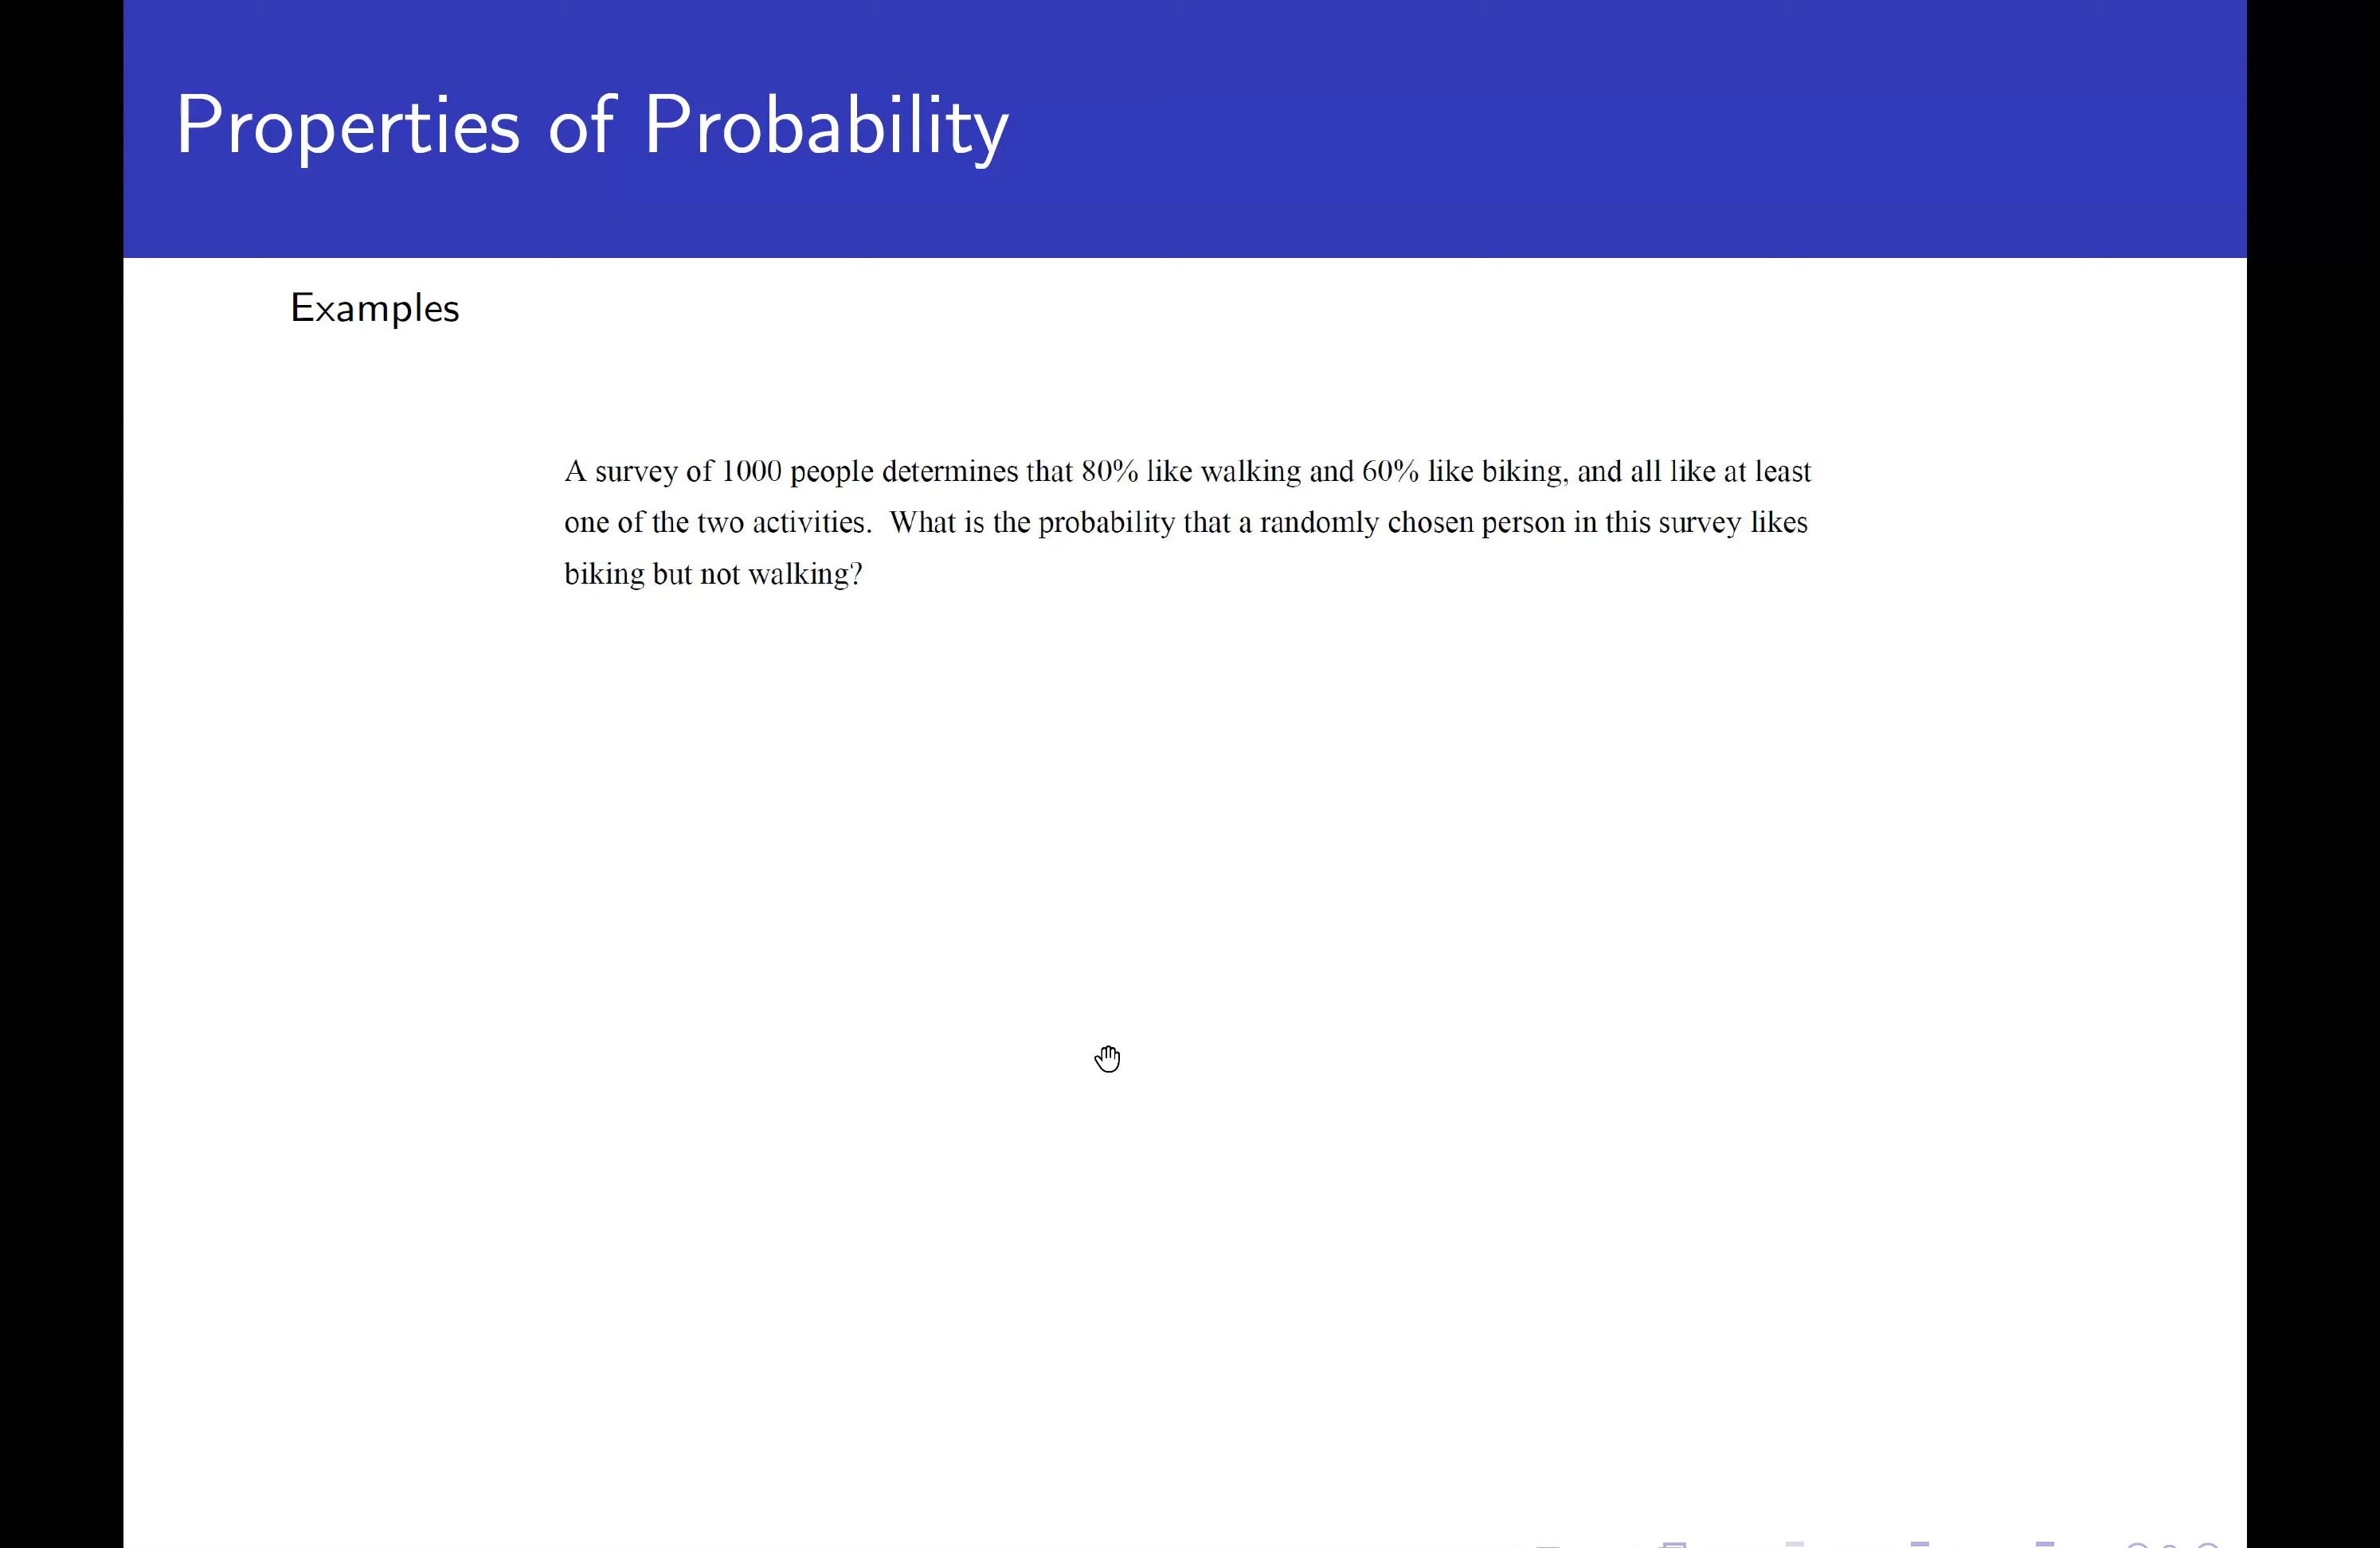 Properties of Probability
Examples
A survey of 1000 people determines that 80% like walking and 60% like biking, and all like at least
one of the two activities.  What is the probability that a randomly chosen person in this survey likes
biking but not walking?